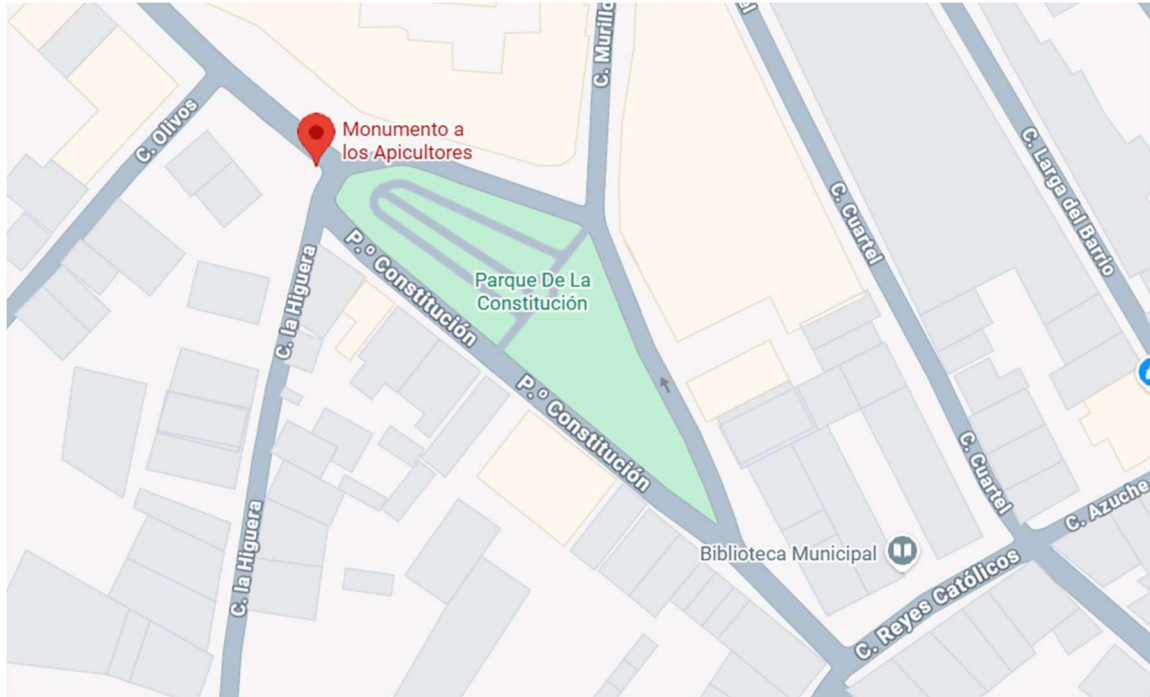 C. Murillo
C. Olivos
Monumento a
los Apicultores
C. Larga del Barrio
C. Cuartel
P.º Constitución
C. la Higuera
Parque De La
Constitución
P.º Constitución
C. Cuartel
C. Azuche
C. la Higuera
Biblioteca Municipal
C. Reyes Católicos